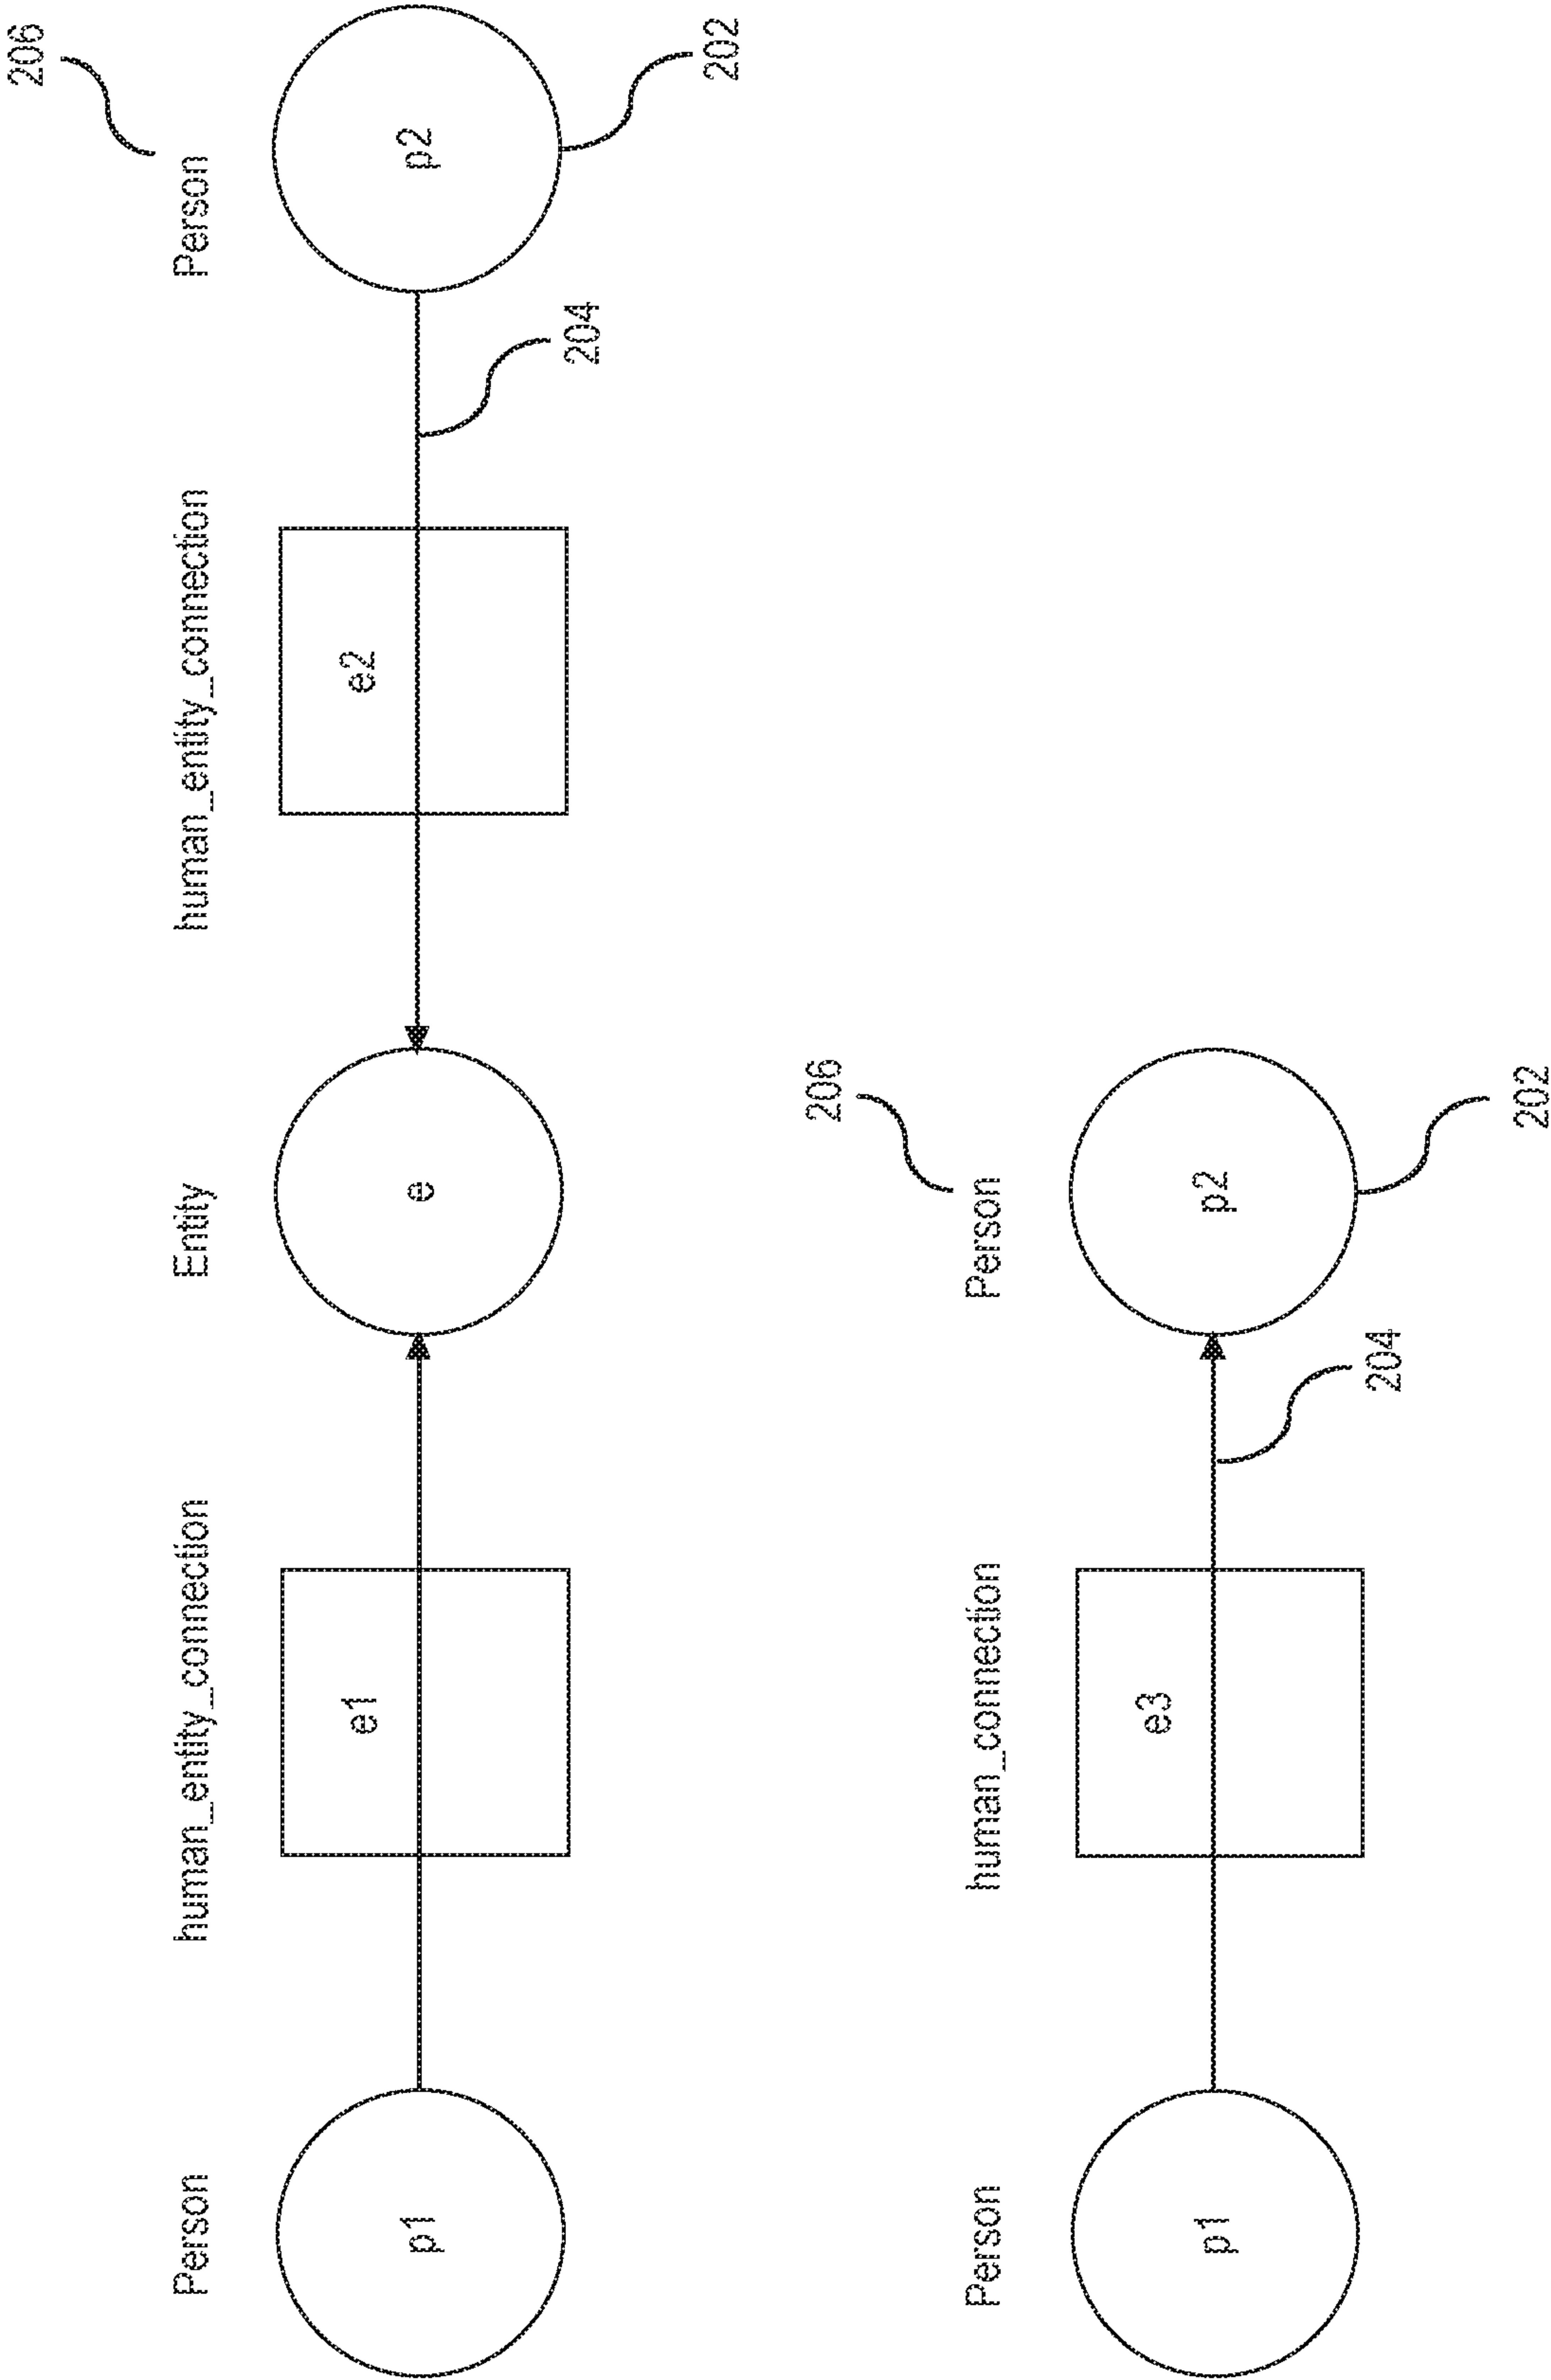 206
Person
human_entity_connection
Entity
human_entity_connection
Person
p1
e1
e
e2
p2
204
202
206
Person
human_connection
Person
p1
e3
p2
204
202